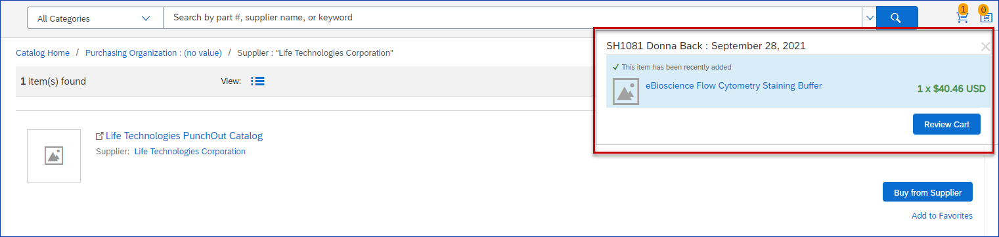 All Categories
Search by part #, supplier name, or keyword
1
0
Catalog Home / Purchasing Organization : (no value) / Supplier : "Life Technologies Corporation"
1 item(s) found
View:
SH1081 Donna Back : September 28, 2021
This item has been recently added
eBioscience Flow Cytometry Staining Buffer
1 x $40.46 USD
Review Cart
Life Technologies PunchOut Catalog
Supplier: Life Technologies Corporation
Buy from Supplier
Add to Favorites